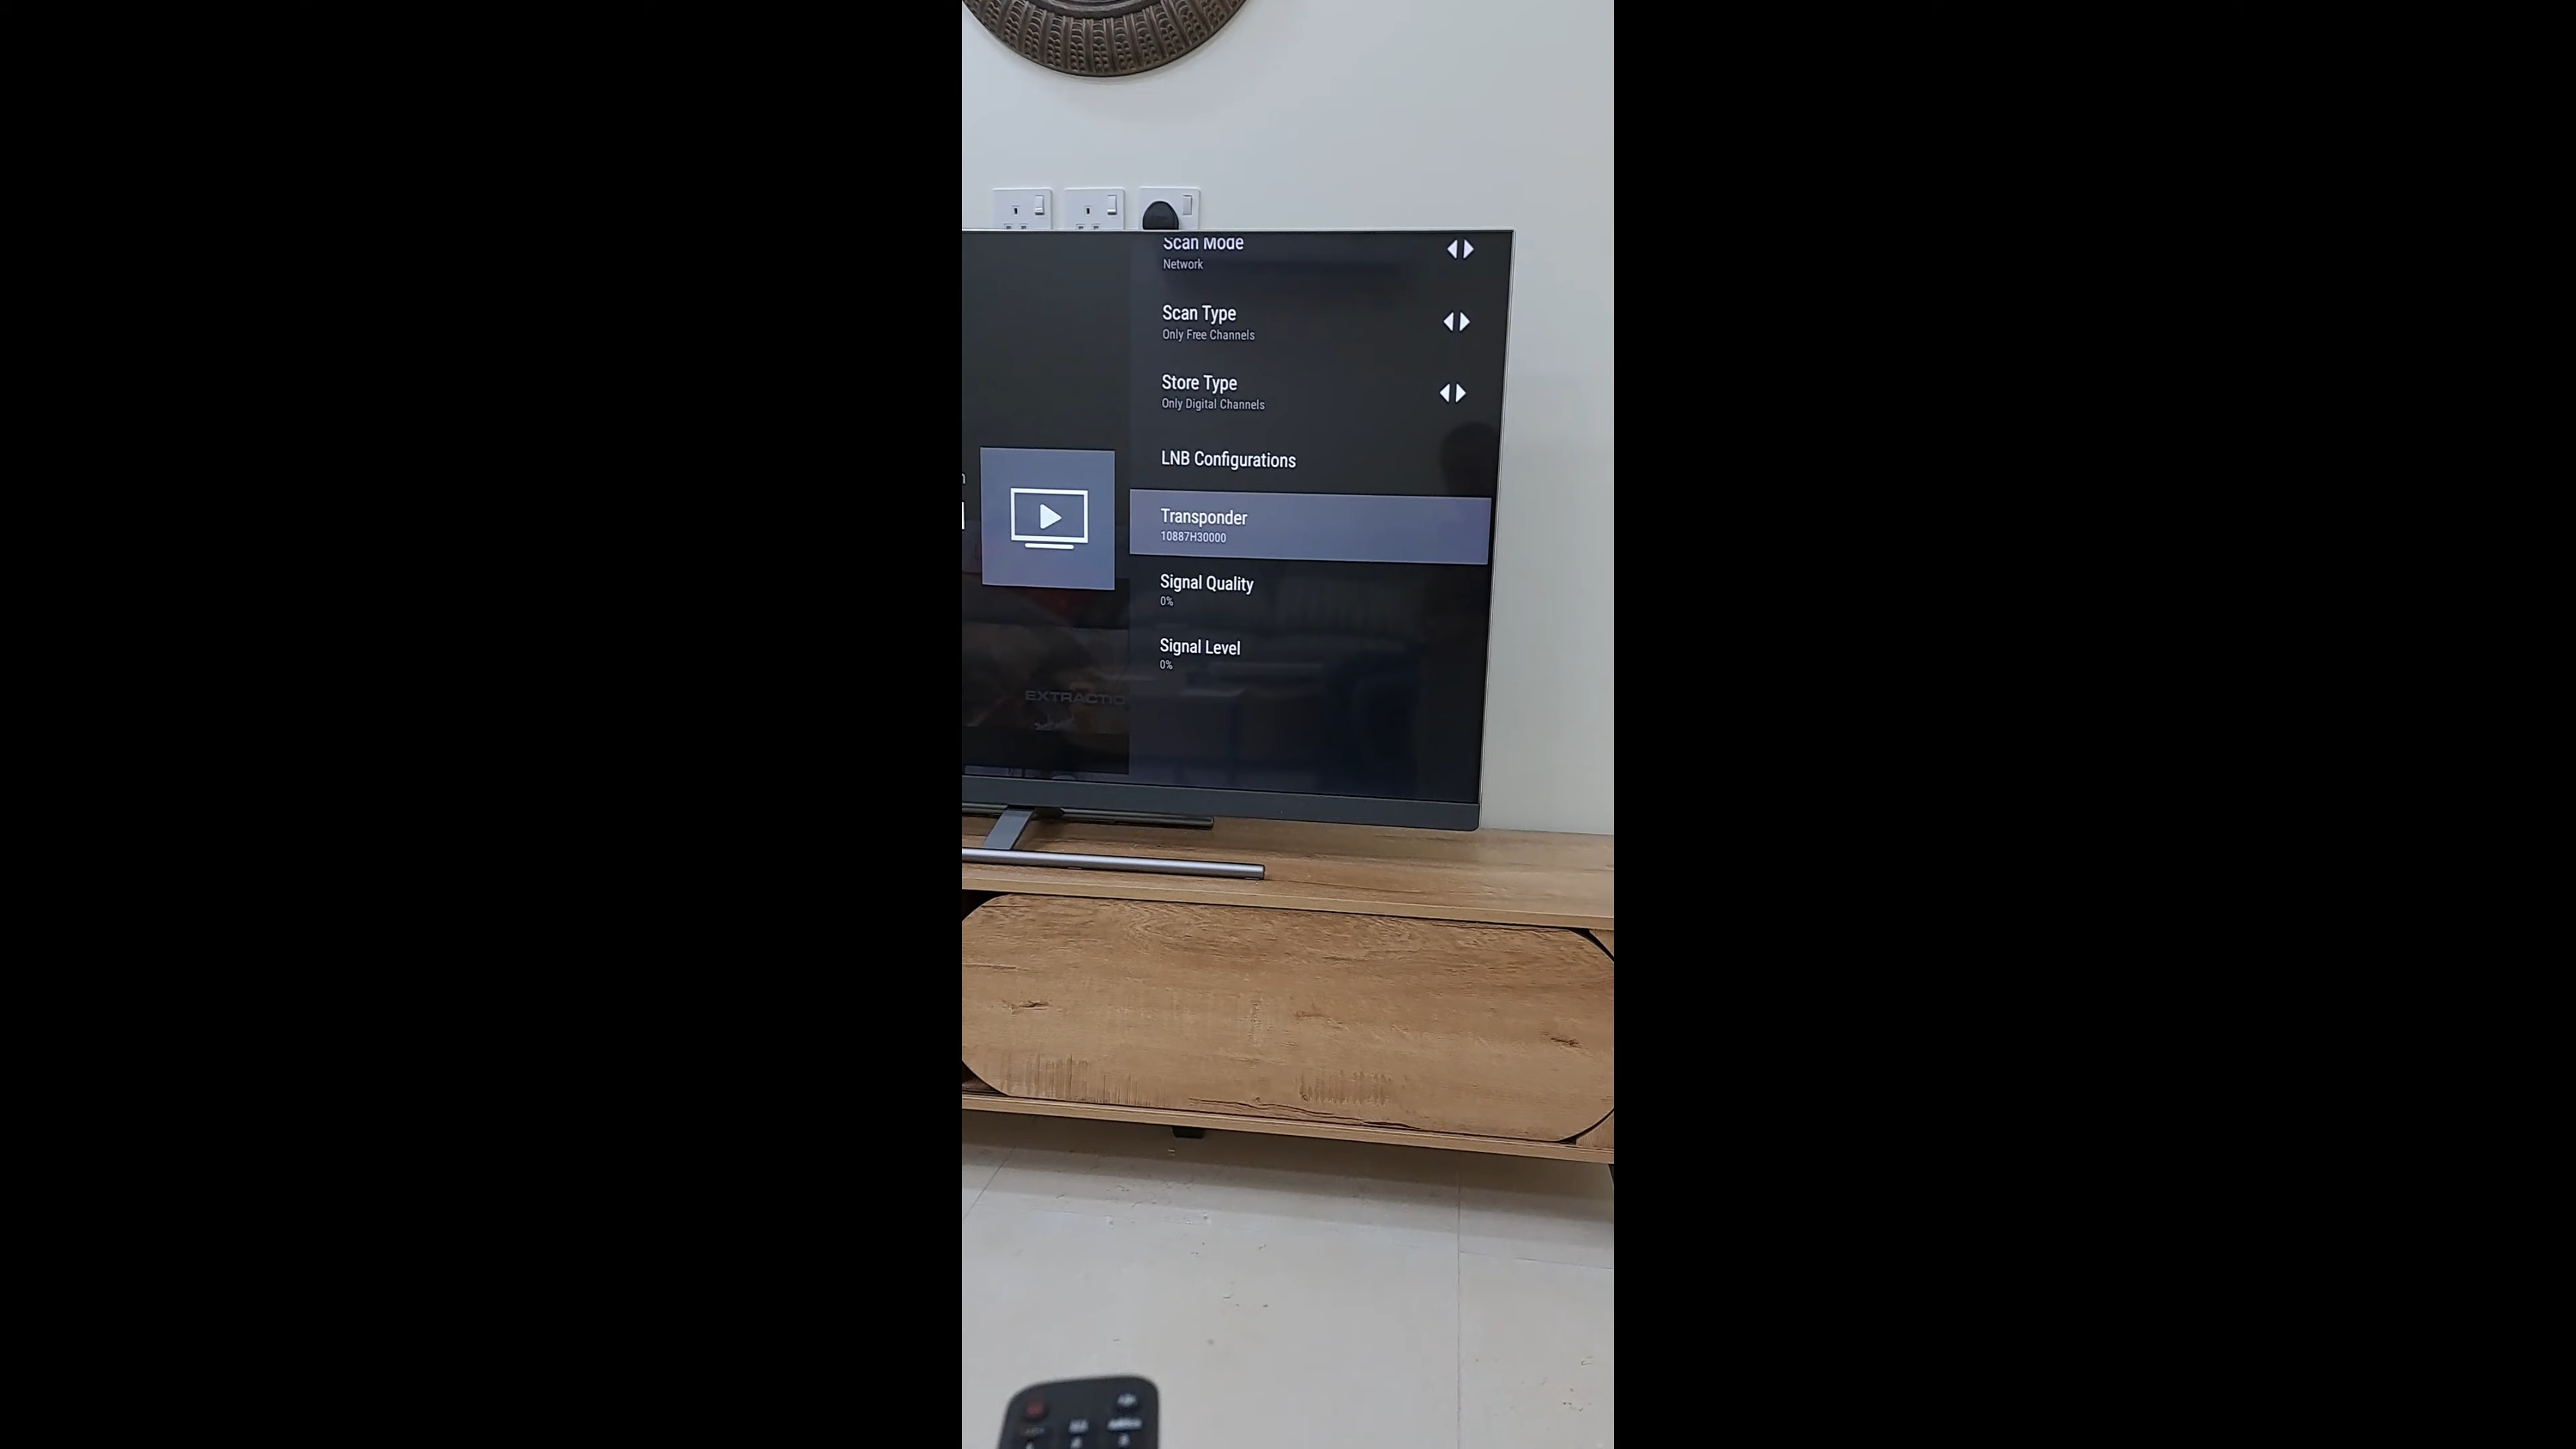 Scan Mode
Network
Scan Type
Only Free Channels
Store Type
Only Digital Channels
LNB Configurations
Transponder
10887H30000
Signal Quality
0%
Signal Level
0%
EXTRACTIO